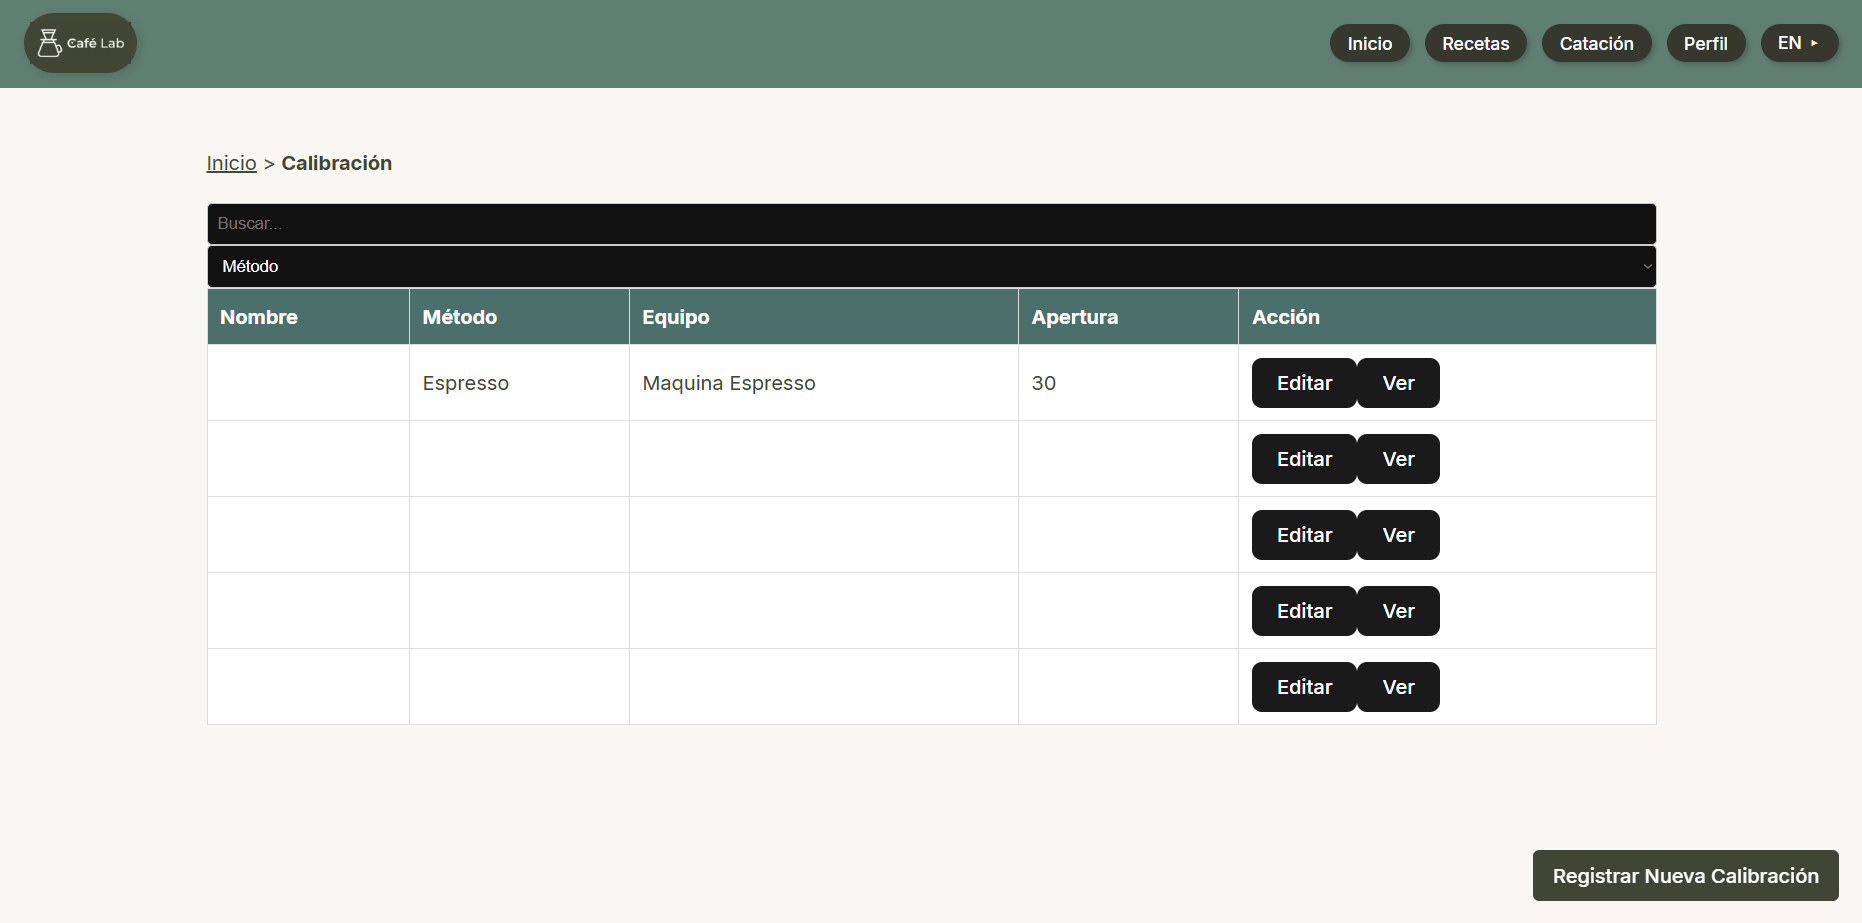 Café Lab
Inicio Recetas Catación Perfil EN ▸
Inicio > Calibración
Buscar...
Método
Nombre Método Equipo Apertura Acción
Espresso Maquina Espresso 30 Editar Ver
Editar Ver
Editar Ver
Editar Ver
Editar Ver
Registrar Nueva Calibración